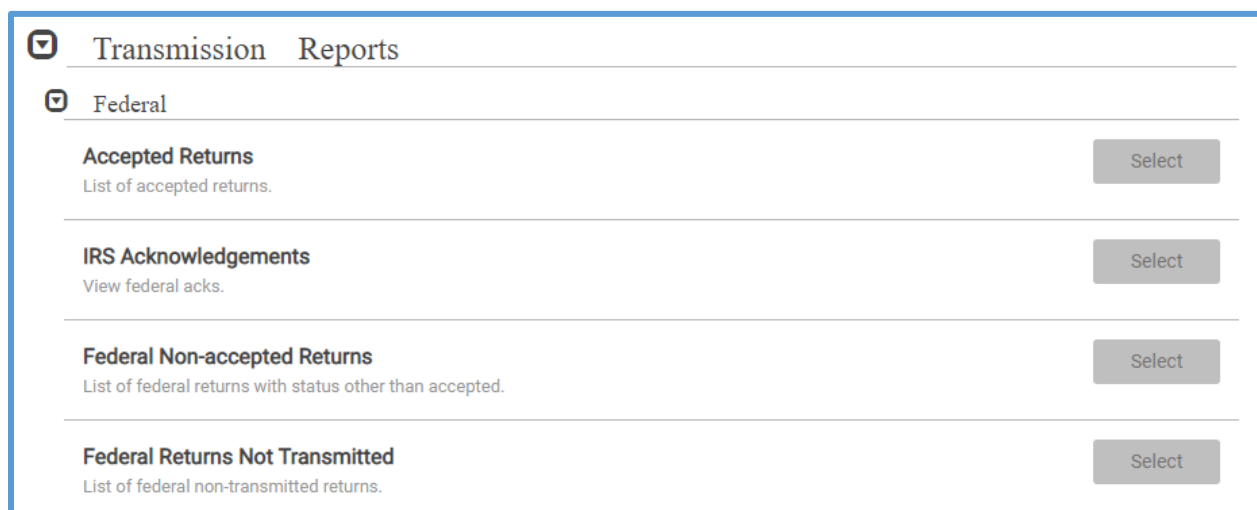 Transmission Reports
Federal
Accepted Returns
Select
List of accepted returns.
IRS Acknowledgements
Select
View federal acks.
Federal Non-accepted Returns
Select
List of federal returns with status other than accepted.
Federal Returns Not Transmitted
Select
List of federal non-transmitted returns.